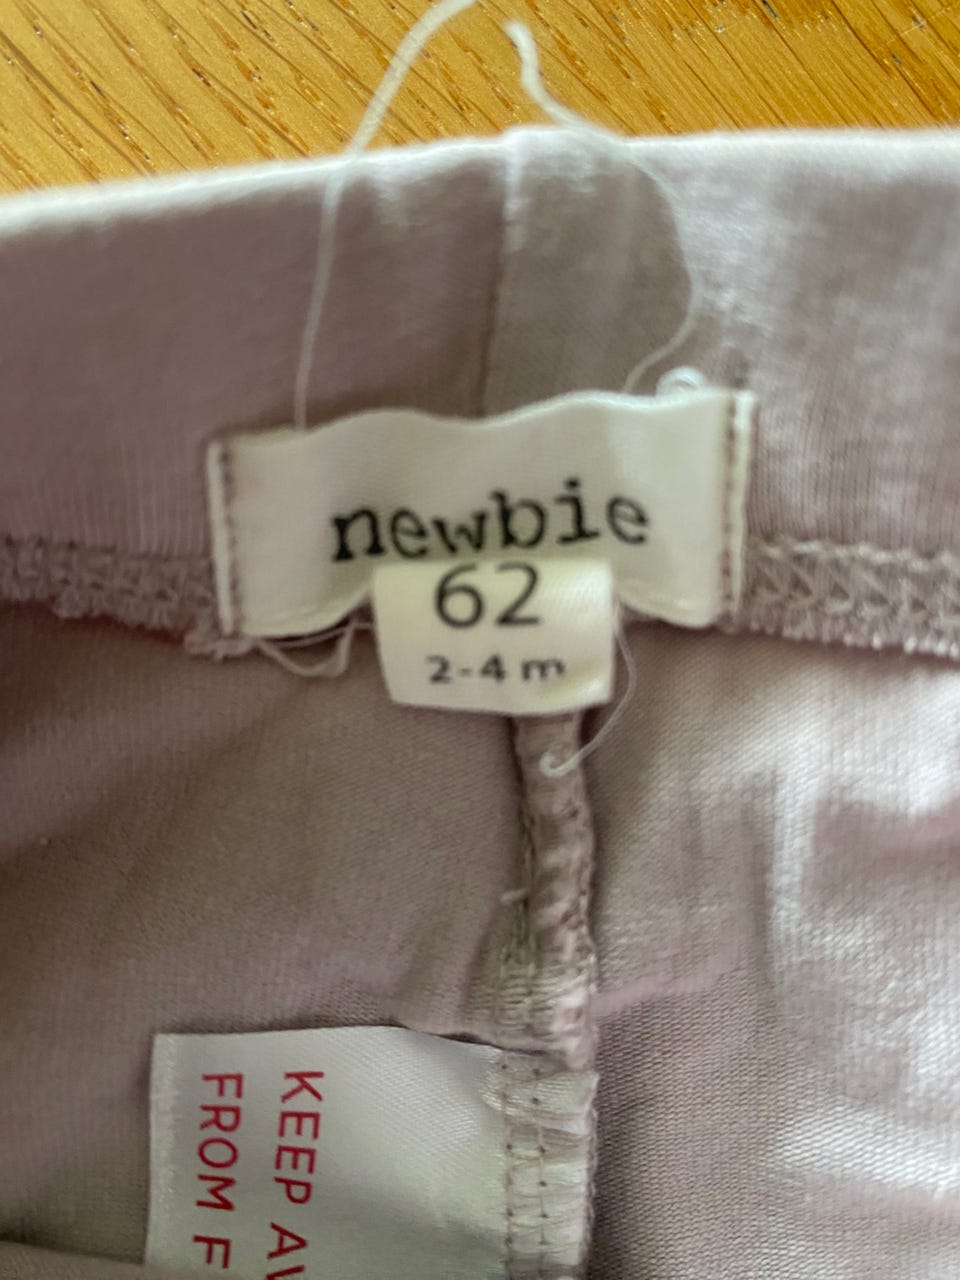 newbie
62
2-4 m
KEEP
FROM